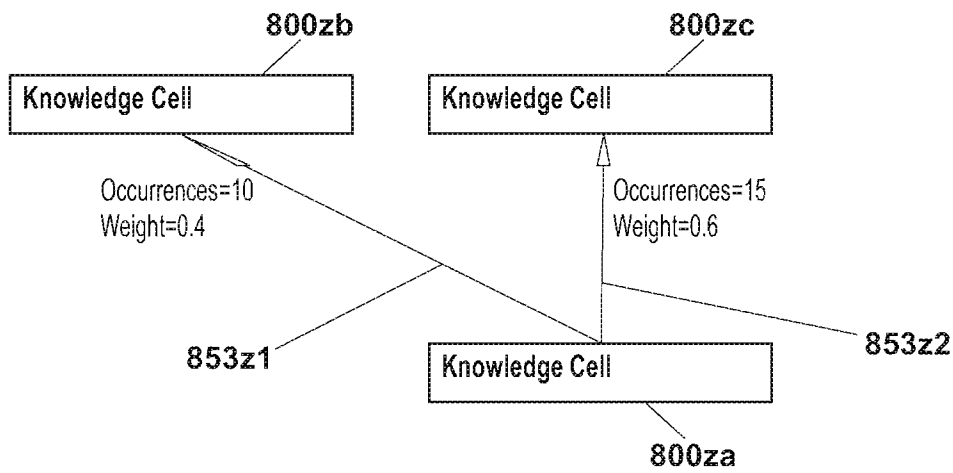 800zb
800zc
Knowledge Cell
Knowledge Cell
Occurrences=10
Weight=0.4
Occurrences=15
Weight=0.6
853z1
853z2
Knowledge Cell
800za